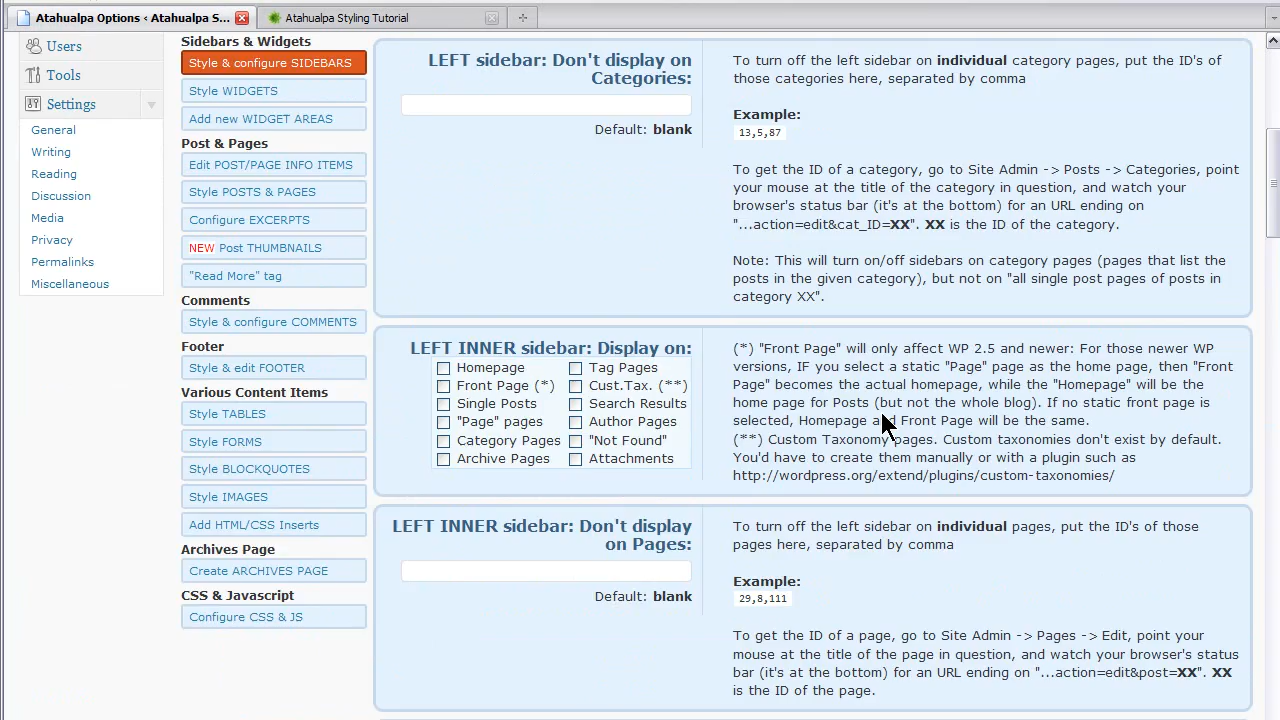 Atahualpa Options ‹ Atahualpa S...
Atahualpa Styling Tutorial
Users
Tools
Settings
General
Writing
Reading
Discussion
Media
Privacy
Permalinks
Miscellaneous
Sidebars & Widgets
Style & configure SIDEBARS
Style WIDGETS
Add new WIDGET AREAS
Post & Pages
Edit POST/PAGE INFO ITEMS
Style POSTS & PAGES
Configure EXCERPTS
NEW Post THUMBNAILS
"Read More" tag
Comments
Style & configure COMMENTS
Footer
Style & edit FOOTER
Various Content Items
Style TABLES
Style FORMS
Style BLOCKQUOTES
Style IMAGES
Add HTML/CSS Inserts
Archives Page
Create ARCHIVES PAGE
CSS & Javascript
Configure CSS & JS
LEFT sidebar: Don't display on
Categories:
Default: blank
To turn off the left sidebar on individual category pages, put the ID's of
those categories here, separated by comma
Example:
13,5,87
To get the ID of a category, go to Site Admin -> Posts -> Categories, point
your mouse at the title of the category in question, and watch your
browser's status bar (it's at the bottom) for an URL ending on
"...action=edit&cat_ID=XX". XX is the ID of the category.
Note: This will turn on/off sidebars on category pages (pages that list the
posts in the given category), but not on "all single post pages of posts in
category XX".
LEFT INNER sidebar: Display on:
Homepage
Front Page (*)
Single Posts
"Page" pages
Category Pages
Archive Pages
Tag Pages
Cust.Tax. (**)
Search Results
Author Pages
"Not Found"
Attachments
(*) "Front Page" will only affect WP 2.5 and newer: For those newer WP
versions, IF you select a static "Page" page as the home page, then "Front
Page" becomes the actual homepage, while the "Homepage" will be the
home page for Posts (but not the whole blog). If no static front page is
selected, Homepage and Front Page will be the same.
(**) Custom Taxonomy pages. Custom taxonomies don't exist by default.
You'd have to create them manually or with a plugin such as
http://wordpress.org/extend/plugins/custom-taxonomies/
LEFT INNER sidebar: Don't display
on Pages:
Default: blank
To turn off the left sidebar on individual pages, put the ID's of those
pages here, separated by comma
Example:
29,8,111
To get the ID of a page, go to Site Admin -> Pages -> Edit, point your
mouse at the title of the page in question, and watch your browser's status
bar (it's at the bottom) for an URL ending on "...action=edit&post=XX". XX
is the ID of the page.